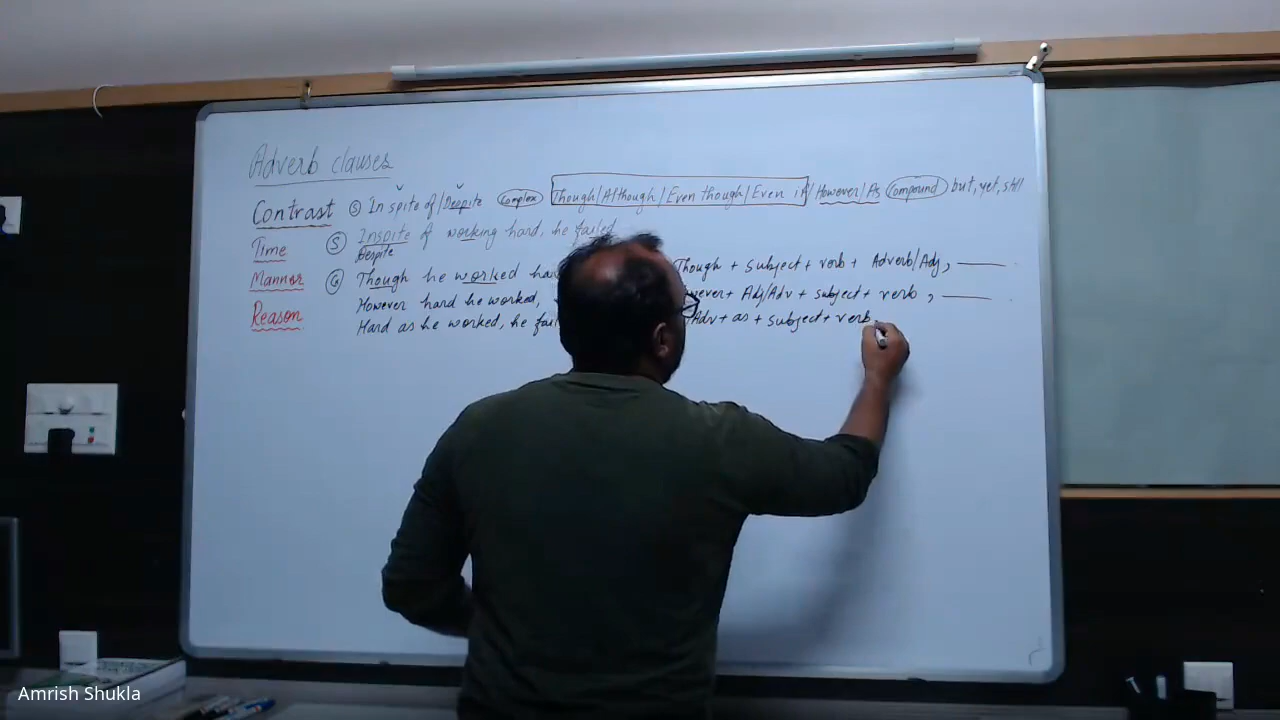 Adverb clauses
Contrast Ⓢ In spite of/Despite Complex Though/Although/Even though/Even if/However/As Compound but, yet, still
Time Ⓢ Inspite of working hard, he failed
Despite
Manner Ⓒ Though he worked Though + subject + verb + Adverb/Adj, ___
However hard he worked, Adj/Adv + subject + verb, ___
Reason Hard as he worked, he Adv + as + subject + verb
Amrish Shukla